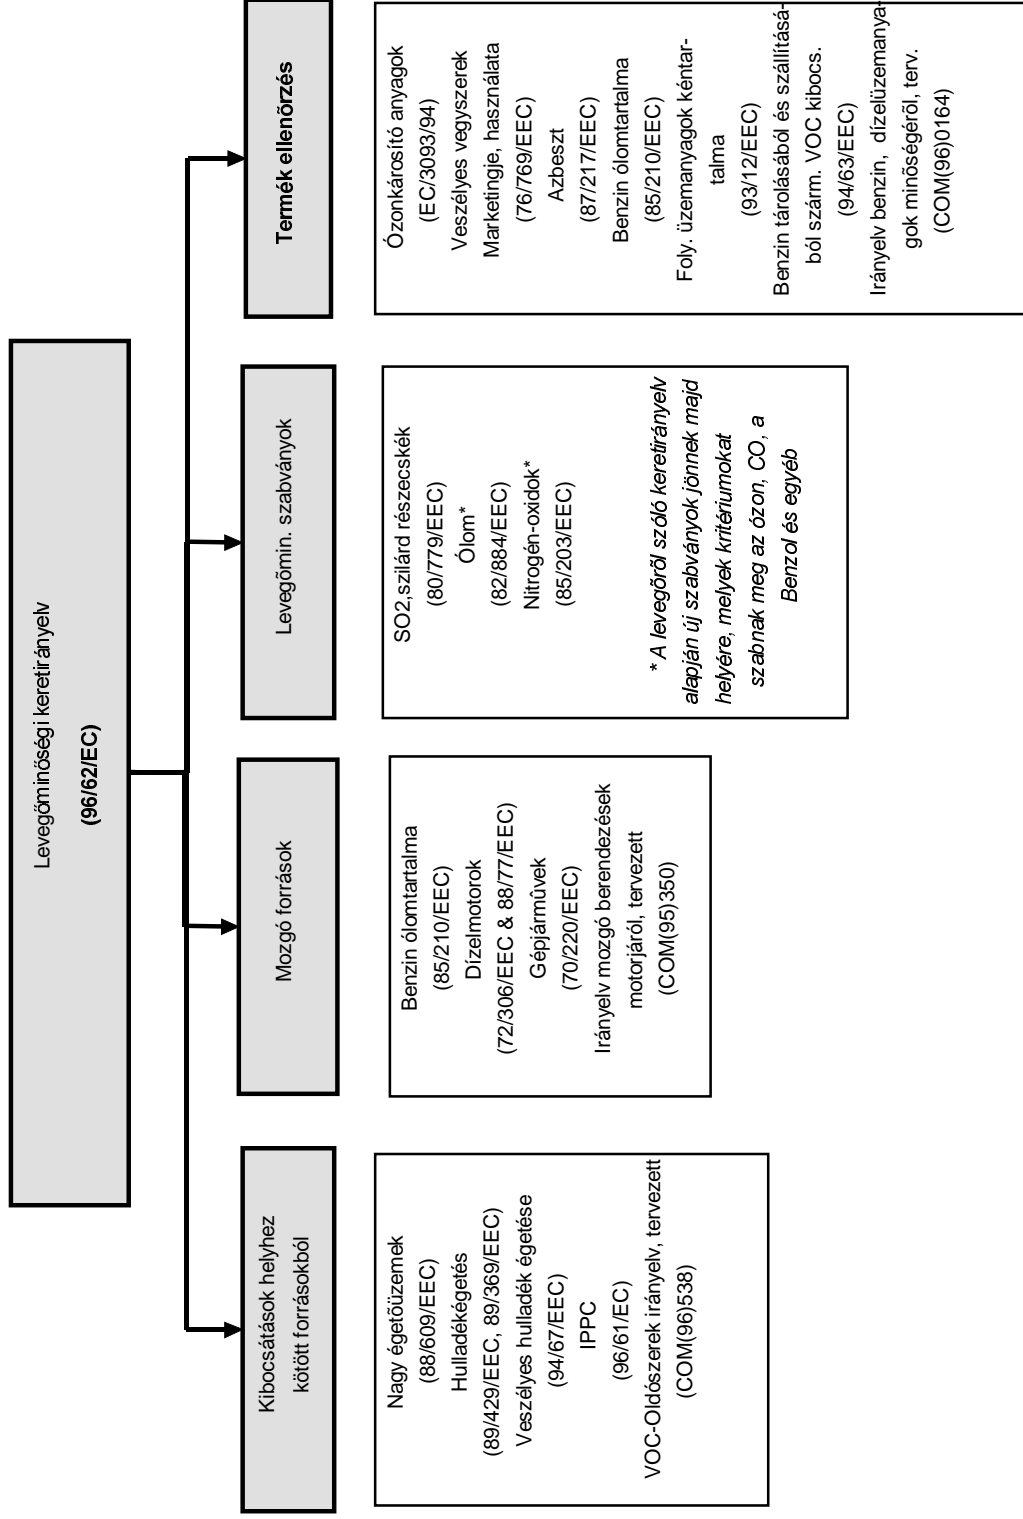 Levegőminőségi keretirányelv
(96/62/EC)
Kibocsátások helyhez
kötött forrásokból
Mozgó források
Levegőmin. szabványok
Termék ellenõrzés
Nagy égetőüzemek
(88/609/EEC)
Hulladékégetés
(89/429/EEC, 89/369/EEC)
Veszélyes hulladék égetése
(94/67/EEC)
IPPC
(96/61/EC)
VOC-Oldószerek irányelv, tervezett
(COM(96)538)
Benzin ólomtartalma
(85/210/EEC)
Dízelmotorok
(72/306/EEC & 88/77/EEC)
Gépjármûvek
(70/220/EEC)
Irányelv mozgó berendezések
motorjáról, tervezett
(COM(95)350)
SO2,szilárd részecskék
(80/779/EEC)
Ólom*
(82/884/EEC)
Nitrogén-oxidok*
(85/203/EEC)
* A levegőről szóló keretirányelv
alapján új szabványok jönnek majd
helyére, melyek kritériumokat
szabnak meg az ózon, CO, a
Benzol és egyéb
Ózonkárosító anyagok
(EC/3093/94)
Veszélyes vegyszerek
Marketingje, használata
(76/769/EEC)
Azbeszt
(87/217/EEC)
Benzin ólomtartalma
(85/210/EEC)
Foly. üzemanyagok kéntar-
talma
(93/12/EEC)
Benzin tárolásából és szállításá-
ból szárm. VOC kibocs.
(94/63/EEC)
Irányelv benzin, dízelüzemanya-
gok minőségéről, terv.
(COM(96)0164)